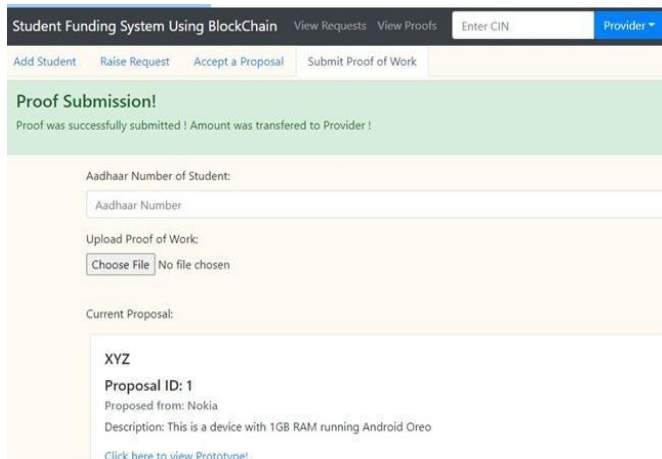 Student Funding System Using BlockChain View Requests View Proofs Enter CIN Provider
Add Student Raise Request Accept a Proposal Submit Proof of Work
Proof Submission!
Proof was successfully submitted ! Amount was transfered to Provider !
Aadhaar Number of Student:
Aadhaar Number
Upload Proof of Work:
Choose File No file chosen
Current Proposal:
XYZ
Proposal ID: 1
Proposed from: Nokia
Description: This is a device with 1GB RAM running Android Oreo
Click here to view Prototype!